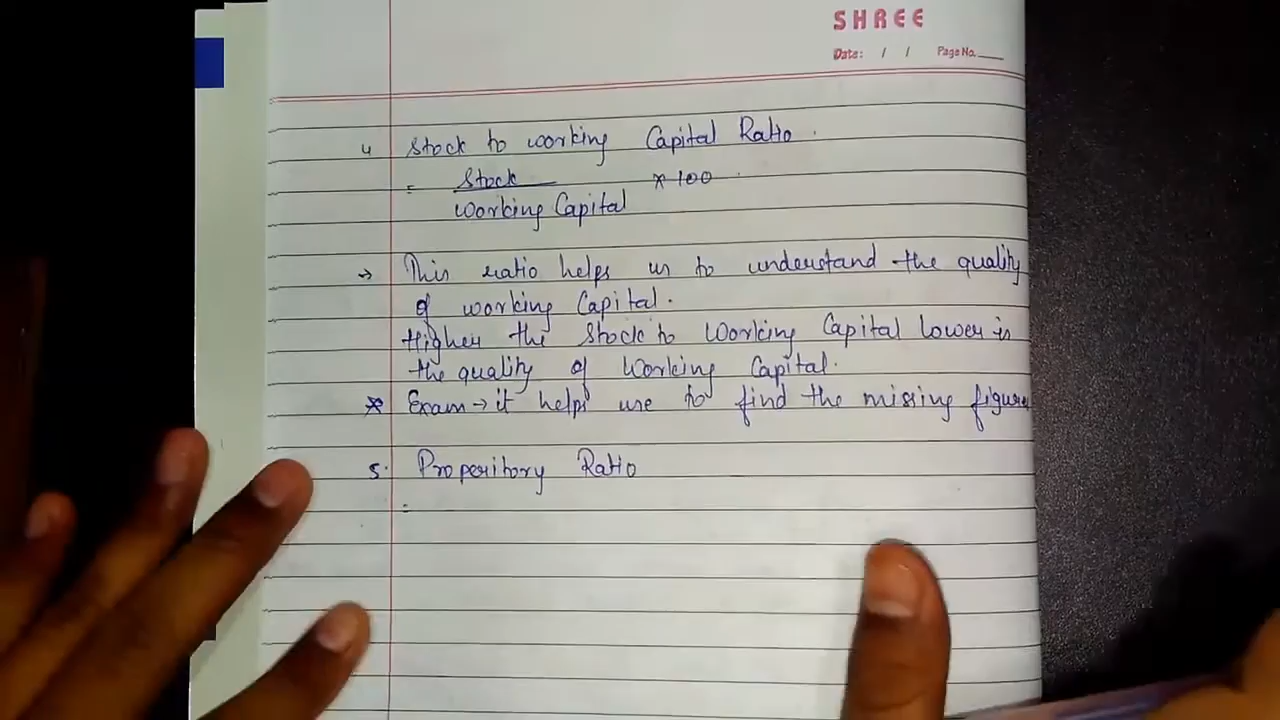 SHREE
Date: / / Page No.
4 Stock to working Capital Ratio.
= Stock × 100
Working Capital
→ This ratio helps us to understand the quality
of working Capital.
Higher the Stock to Working Capital lower is
the quality of Working Capital.
* Exam → it helps use to find the missing figure
5. Properitory Ratio
=